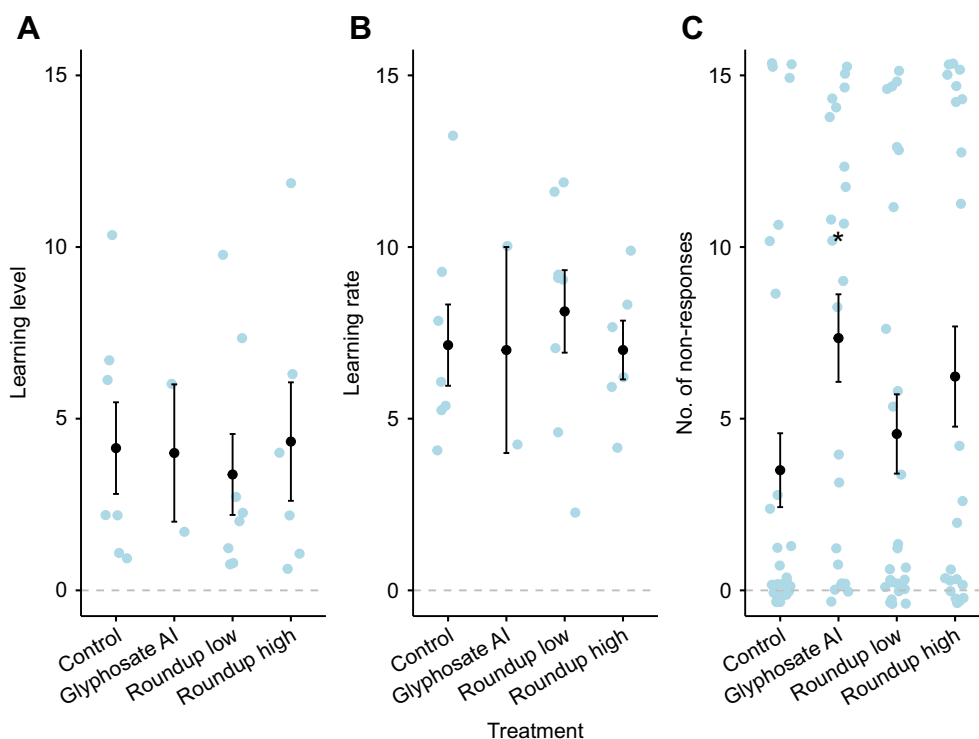 A
Learning level
15
10
5
0
Control
Glyphosate AI
Roundup low
Roundup high
B
Learning rate
15
10
5
0
Control
Glyphosate AI
Roundup low
Roundup high
C
No. of non-responses
15
10
5
0
*
Control
Glyphosate AI
Roundup low
Roundup high
Treatment